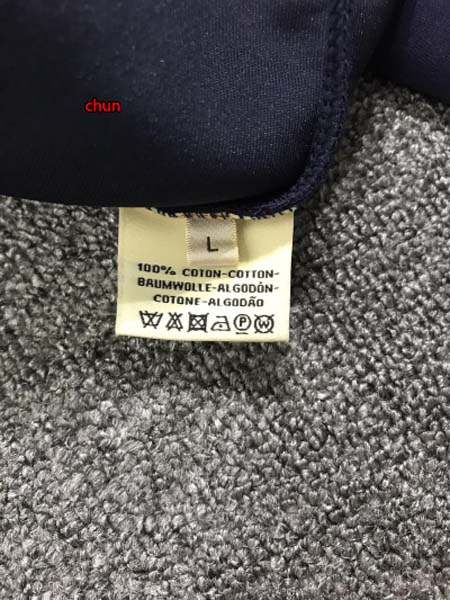 chun
L
100% COTON-COTTON-
BAUMWOLLE-ALGODÓN-
COTONE-ALGODÃO